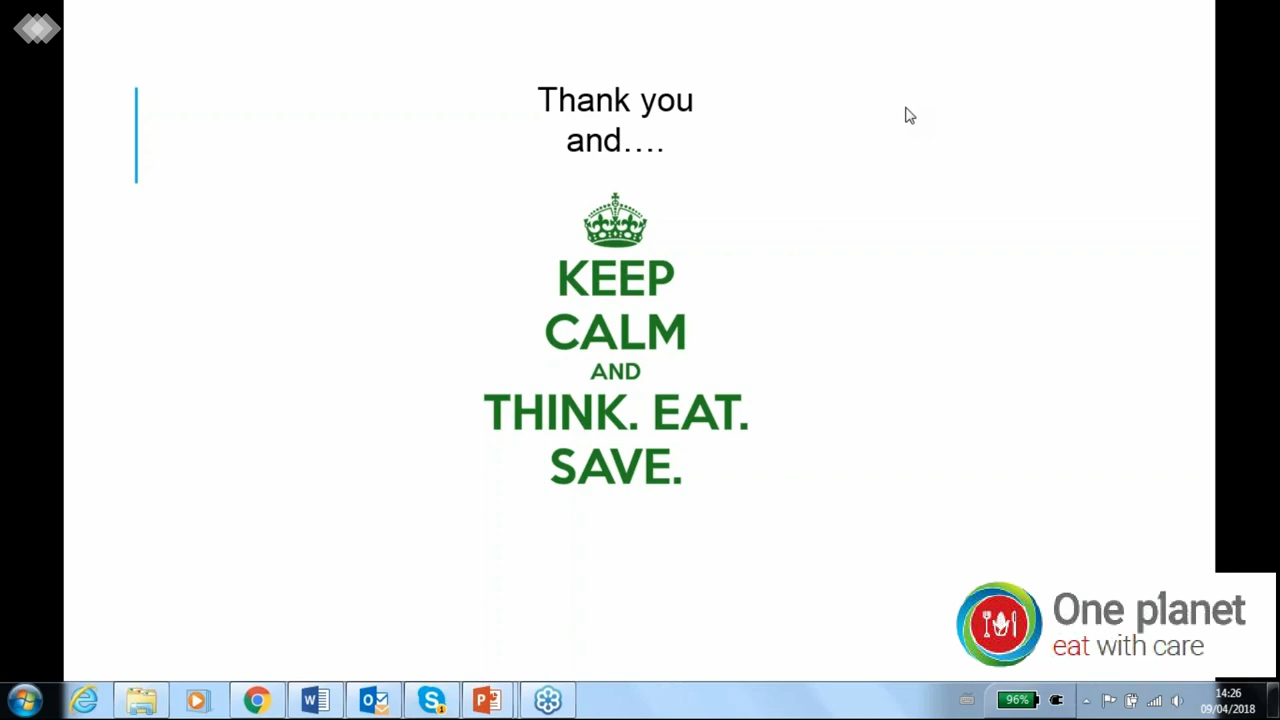 Thank you
and….
KEEP
CALM
AND
THINK. EAT.
SAVE.
One planet
eat with care
96%
14:26
09/04/2018